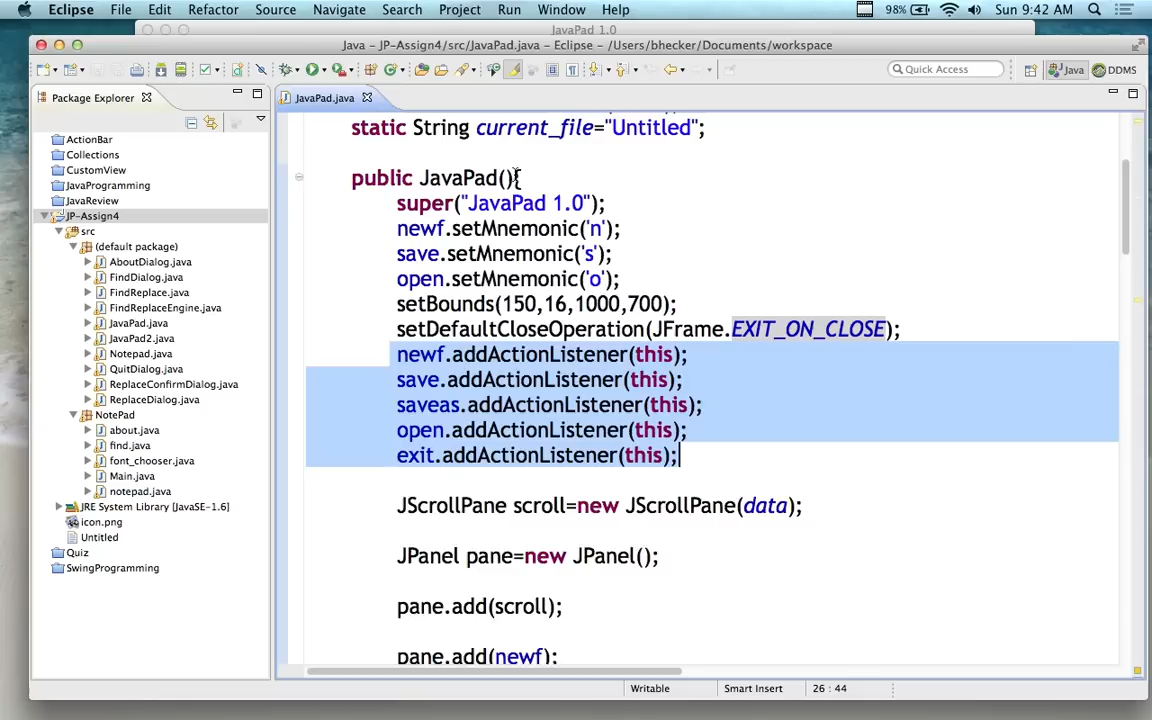 Eclipse File Edit Refactor Source Navigate Search Project Run Window Help 98% Sun 9:42 AM
JavaPad 1.0
Java - JP-Assign4/src/JavaPad.java - Eclipse - /Users/bhecker/Documents/workspace
Quick Access Java DDMS
Package Explorer
JavaPad.java
ActionBar
Collections
CustomView
JavaProgramming
JavaReview
JP-Assign4
src
(default package)
AboutDialog.java
FindDialog.java
FindReplace.java
FindReplaceEngine.java
JavaPad.java
JavaPad2.java
Notepad.java
QuitDialog.java
ReplaceConfirmDialog.java
ReplaceDialog.java
NotePad
about.java
find.java
font_chooser.java
Main.java
notepad.java
JRE System Library [JavaSE-1.6]
icon.png
Untitled
Quiz
SwingProgramming
static String current_file="Untitled";
public JavaPad(){
super("JavaPad 1.0");
newf.setMnemonic('n');
save.setMnemonic('s');
open.setMnemonic('o');
setBounds(150,16,1000,700);
setDefaultCloseOperation(JFrame.EXIT_ON_CLOSE);
newf.addActionListener(this);
save.addActionListener(this);
saveas.addActionListener(this);
open.addActionListener(this);
exit.addActionListener(this);
JScrollPane scroll=new JScrollPane(data);
JPanel pane=new JPanel();
pane.add(scroll);
pane.add(newf);
Writable Smart Insert 26 : 44